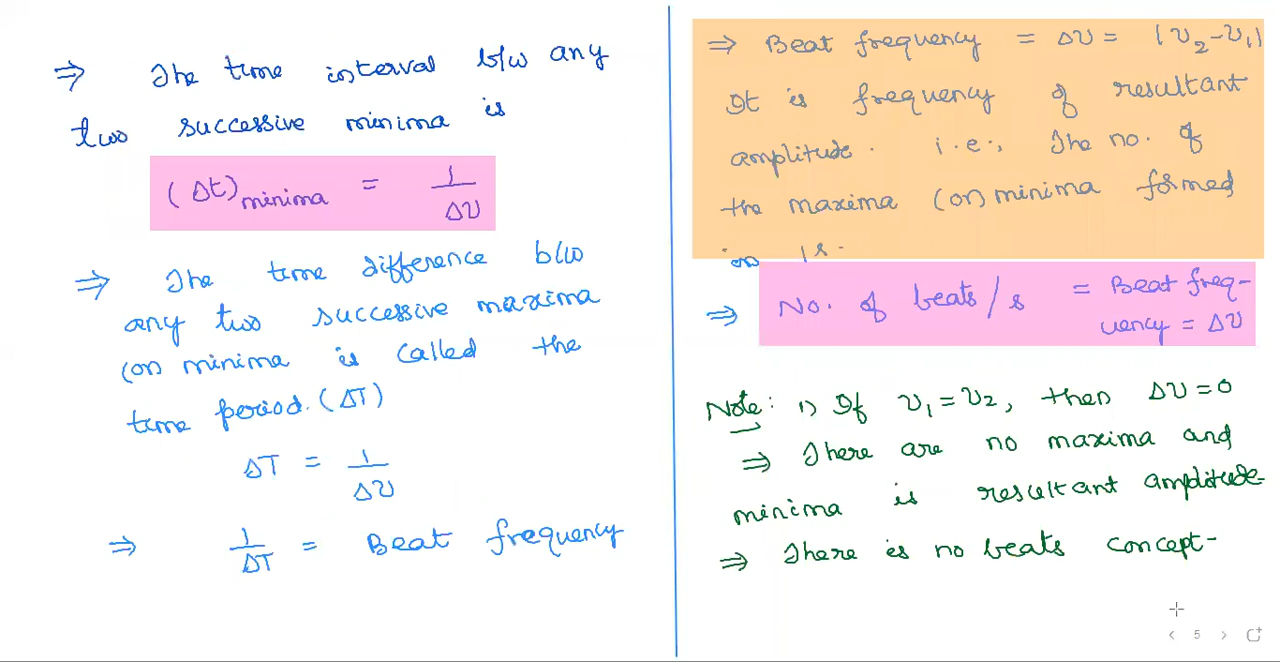 ⇒ The time interval b/w any
two successive minima is
(Δt)minima = 1/Δν
⇒ The time difference b/w
any two successive maxima
(or) minima is called the
time period. (ΔT)
ΔT = 1/Δν
⇒ 1/ΔT = Beat frequency
⇒ Beat frequency = Δν = |ν₂-ν₁|
It is frequency of resultant
amplitude. i.e., The no. of
the maxima (or) minima formed
in 1s.
⇒ No. of beats/s = Beat freq-
uency = Δν
Note: 1) If ν₁=ν₂, then Δν=0
⇒ There are no maxima and
minima is resultant amplitude
⇒ There is no beats concept-
5